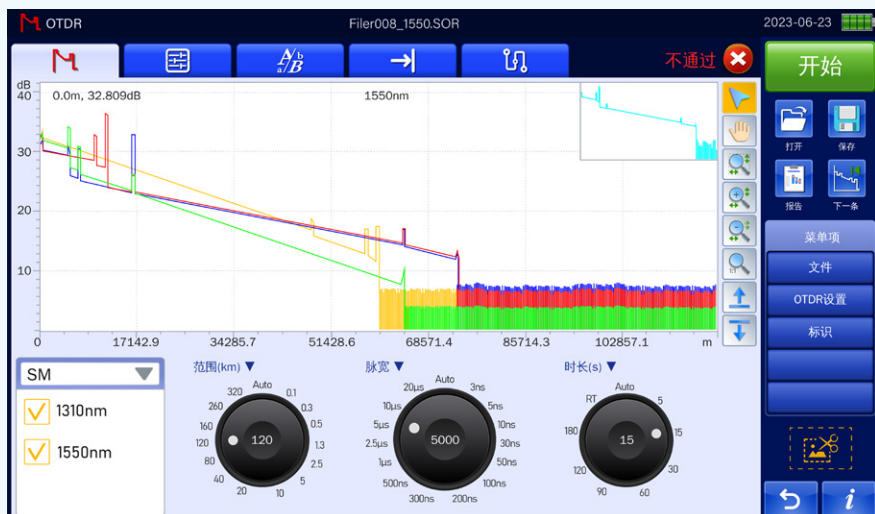 OTDR
Filer008_1550.SOR
2023-06-23
A/B
a/b
不通过
开始
dB
40
0.0m, 32.809dB
1550nm
30
20
10
0
17142.9
34285.7
51428.6
68571.4
85714.3
102857.1
m
1:1
打开
保存
报告
下一条
菜单项
文件
OTDR设置
标识
SM
1310nm
1550nm
范围(km) ▼
Auto
0.1
0.3
0.5
1.3
2.5
5
10
20
40
80
120
160
260
320
120
脉宽 ▼
Auto
3ns
5ns
10ns
30ns
50ns
100ns
200ns
300ns
500ns
1μs
2.5μs
5μs
10μs
20μs
5000
时长(s) ▼
Auto
5
15
30
60
90
120
180
RT
15
i